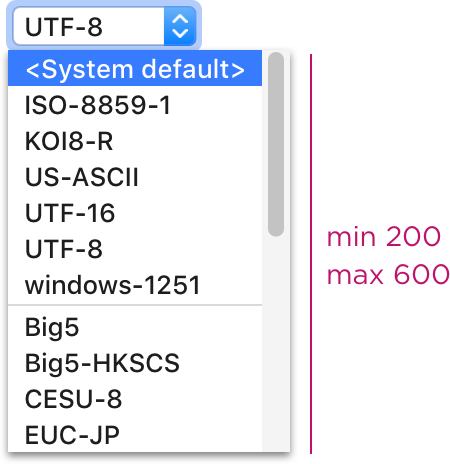 UTF-8
<System default>
ISO-8859-1
KOI8-R
US-ASCII
UTF-16
UTF-8
windows-1251
Big5
Big5-HKSCS
CESU-8
EUC-JP
min 200
max 600